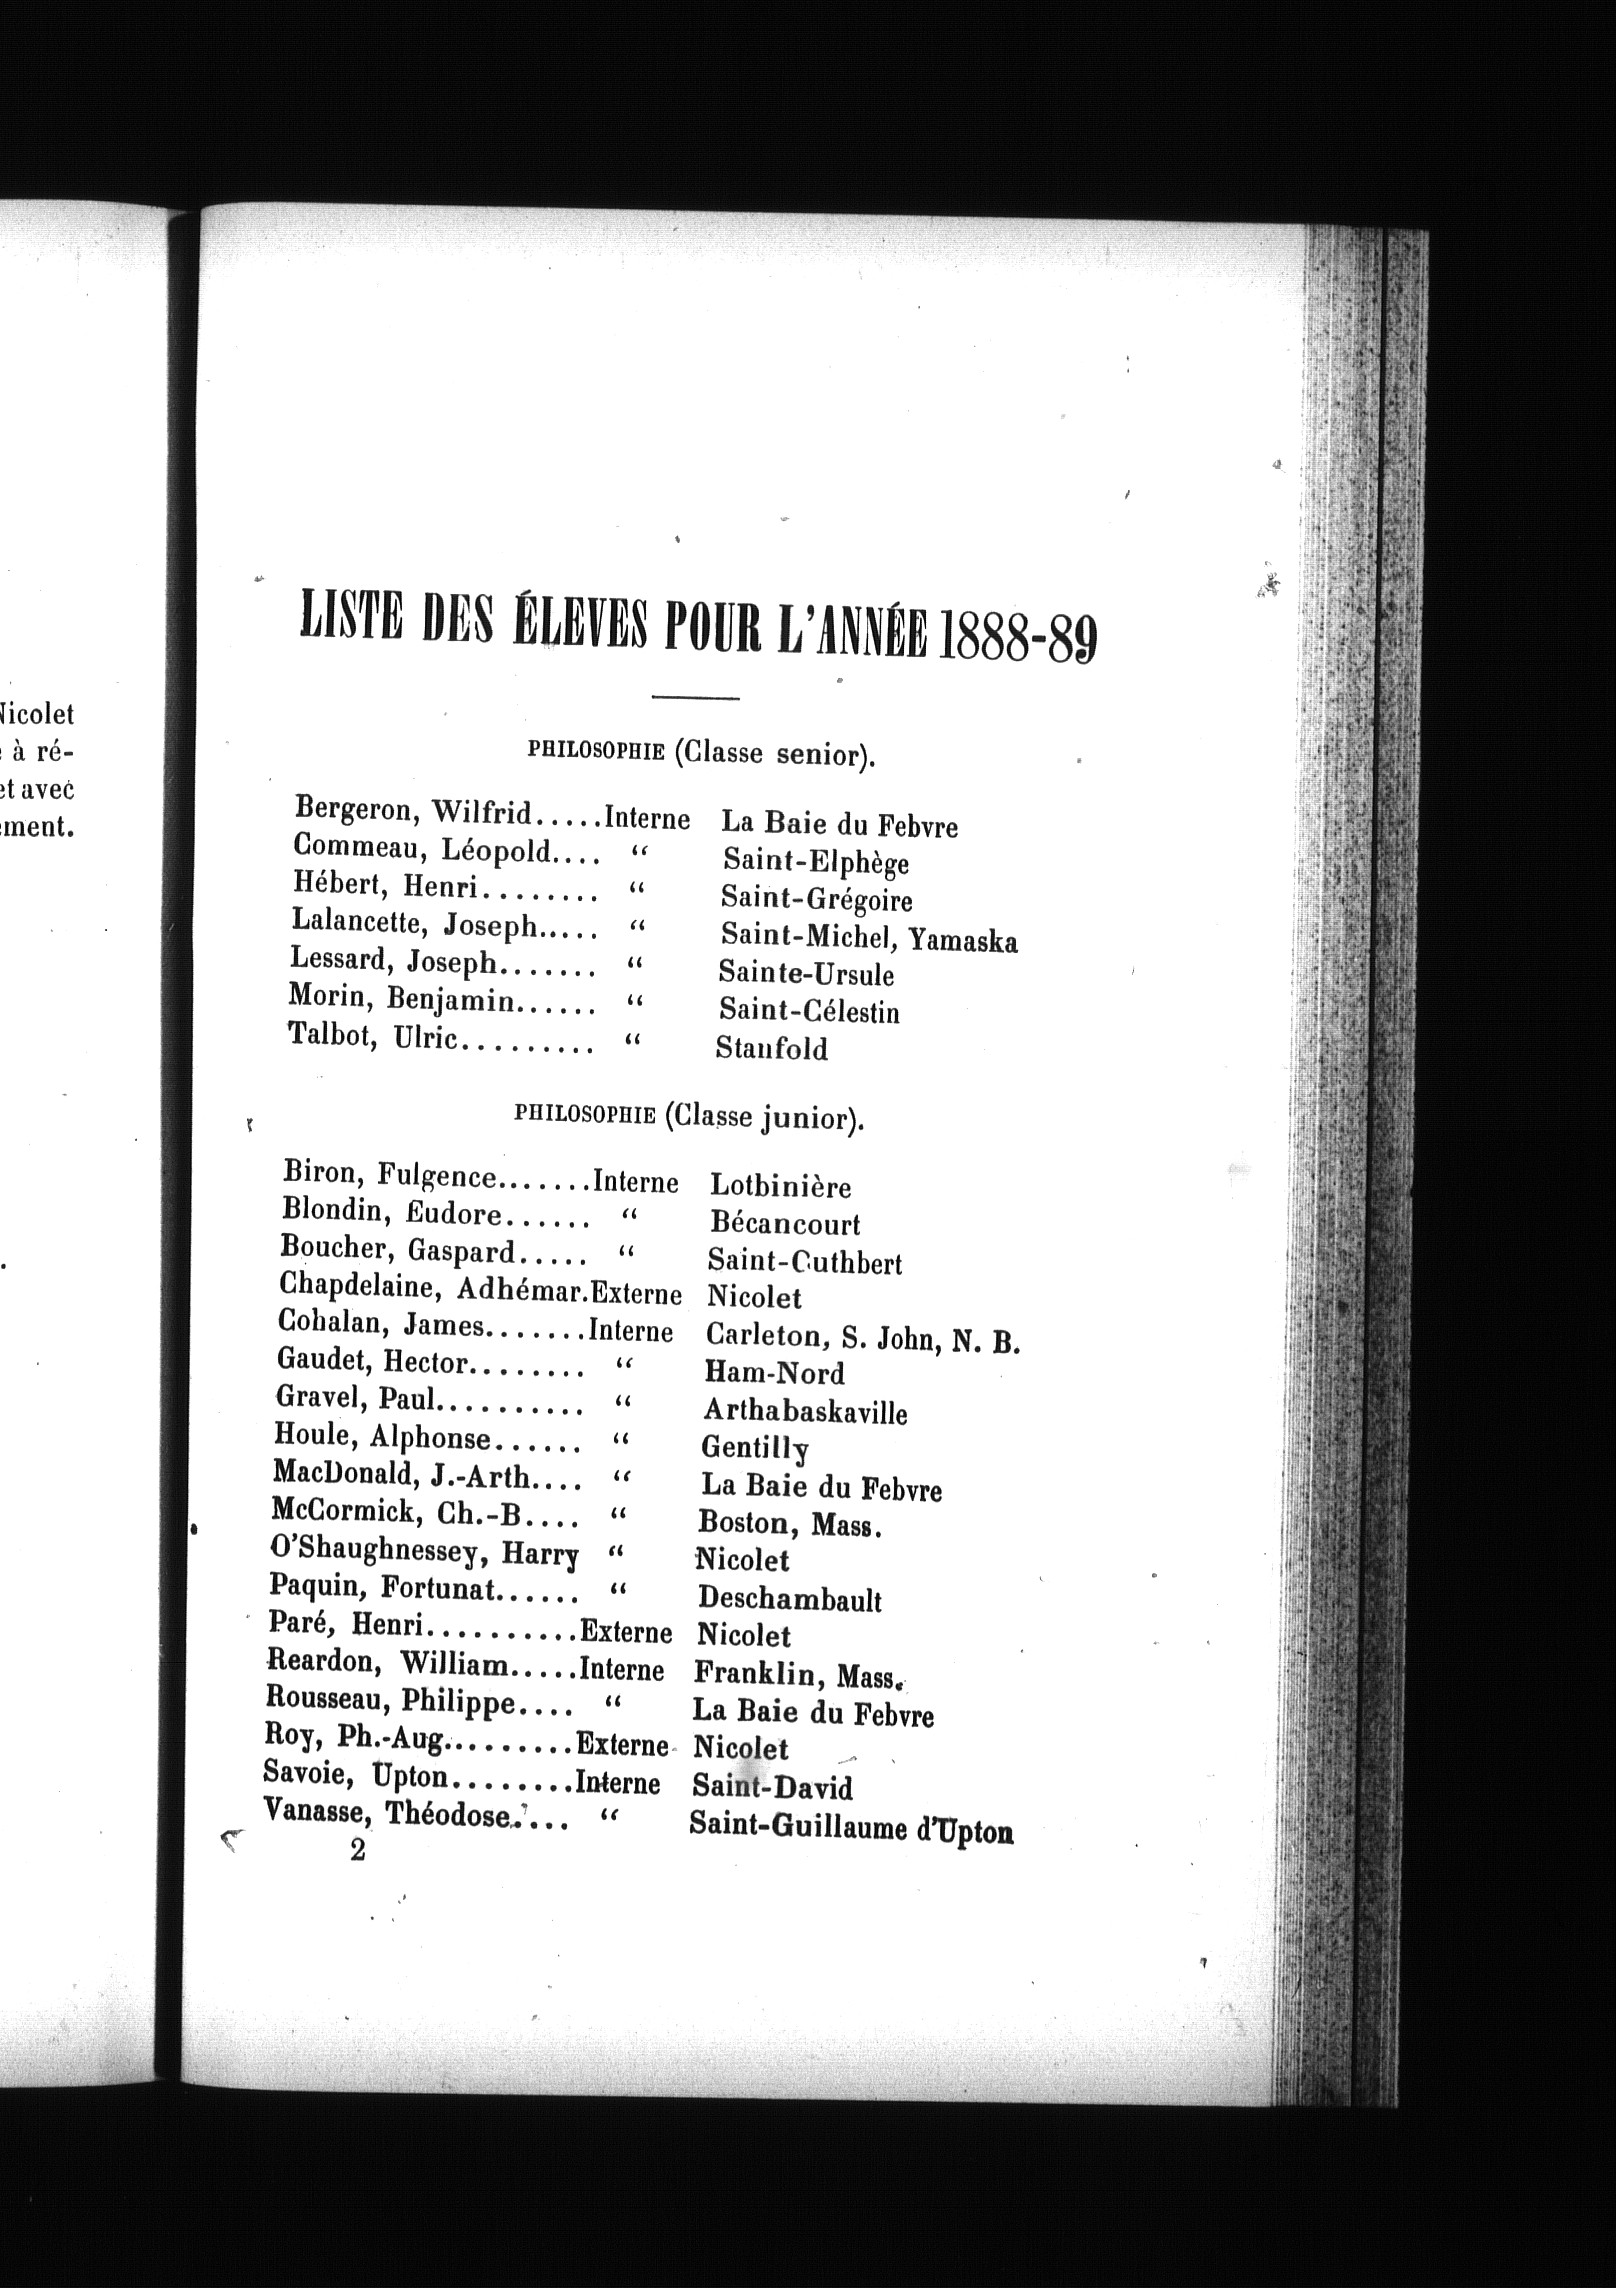 Nicolet
à ré-
et avec
ement.
LISTE DES ÉLEVES POUR L'ANNÉE 1888-89
PHILOSOPHIE (Classe senior).
Bergeron, Wilfrid.....Interne La Baie du Febvre
Commeau, Léopold.... “ Saint-Elphège
Hébert, Henri........ “ Saint-Grégoire
Lalancette, Joseph..... “ Saint-Michel, Yamaska
Lessard, Joseph....... “ Sainte-Ursule
Morin, Benjamin...... “ Saint-Célestin
Talbot, Ulric......... “ Stanfold
PHILOSOPHIE (Classe junior).
Biron, Fulgence.......Interne Lotbinière
Blondin, Eudore...... “ Bécancourt
Boucher, Gaspard..... “ Saint-Cuthbert
Chapdelaine, Adhémar.Externe Nicolet
Cohalan, James.......Interne Carleton, S. John, N. B.
Gaudet, Hector........ “ Ham-Nord
Gravel, Paul.......... “ Arthabaskaville
Houle, Alphonse...... “ Gentilly
MacDonald, J.-Arth.... “ La Baie du Febvre
McCormick, Ch.-B.... “ Boston, Mass.
O'Shaughnessey, Harry “ Nicolet
Paquin, Fortunat...... “ Deschambault
Paré, Henri..........Externe Nicolet
Reardon, William.....Interne Franklin, Mass.
Rousseau, Philippe.... “ La Baie du Febvre
Roy, Ph.-Aug.........Externe Nicolet
Savoie, Upton........Interne Saint-David
Vanasse, Théodose.... “ Saint-Guillaume d'Upton
2